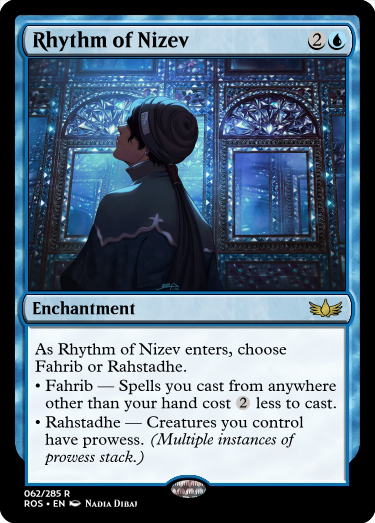 Rhythm of Nizev 2
Enchantment
As Rhythm of Nizev enters, choose
Fahrib or Rahstadhe.
• Fahrib — Spells you cast from anywhere
other than your hand cost 2 less to cast.
• Rahstadhe — Creatures you control
have prowess. (Multiple instances of
prowess stack.)
062/285 R
ROS • EN Nadia Dibaj